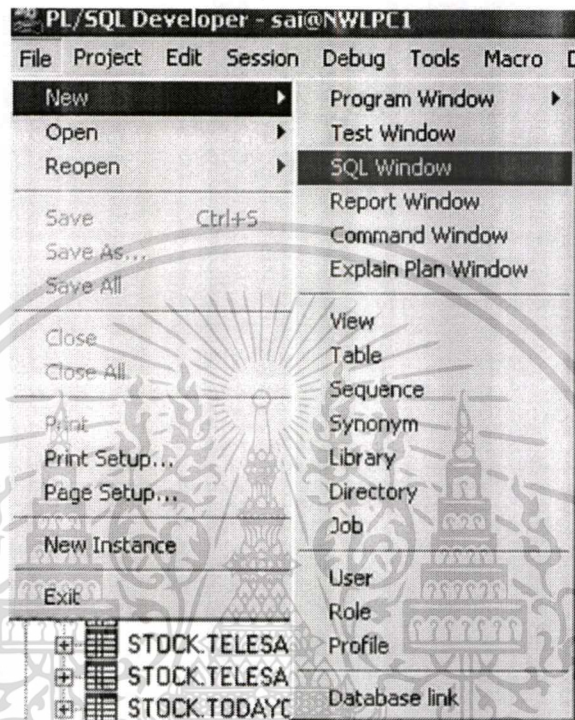 PL/SQL Developer - sai@NWLPC1
File Project Edit Session Debug Tools Macro D
New
Open
Reopen
Save Ctrl+S
Save As...
Save All
Close
Close All
Print
Print Setup...
Page Setup...
New Instance
Exit
STOCK.TELESA
STOCK.TELESA
STOCK.TODAYC
Program Window
Test Window
SQL Window
Report Window
Command Window
Explain Plan Window
View
Table
Sequence
Synonym
Library
Directory
Job
User
Role
Profile
Database link